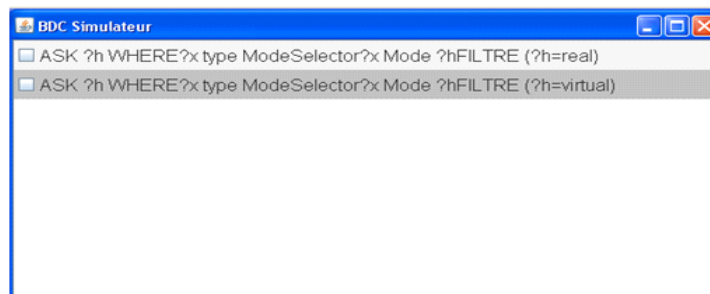 BDC Simulateur
ASK ?h WHERE?x type ModeSelector?x Mode ?hFILTRE (?h=real)
ASK ?h WHERE?x type ModeSelector?x Mode ?hFILTRE (?h=virtual)